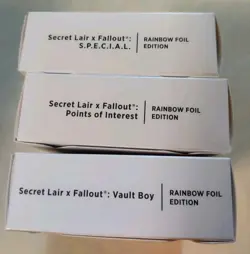 Secret Lair x Fallout®:
S.P.E.C.I.A.L.
RAINBOW FOIL
EDITION
Secret Lair x Fallout®:
Points of Interest
RAINBOW FOIL
EDITION
Secret Lair x Fallout®: Vault Boy
RAINBOW FOIL
EDITION